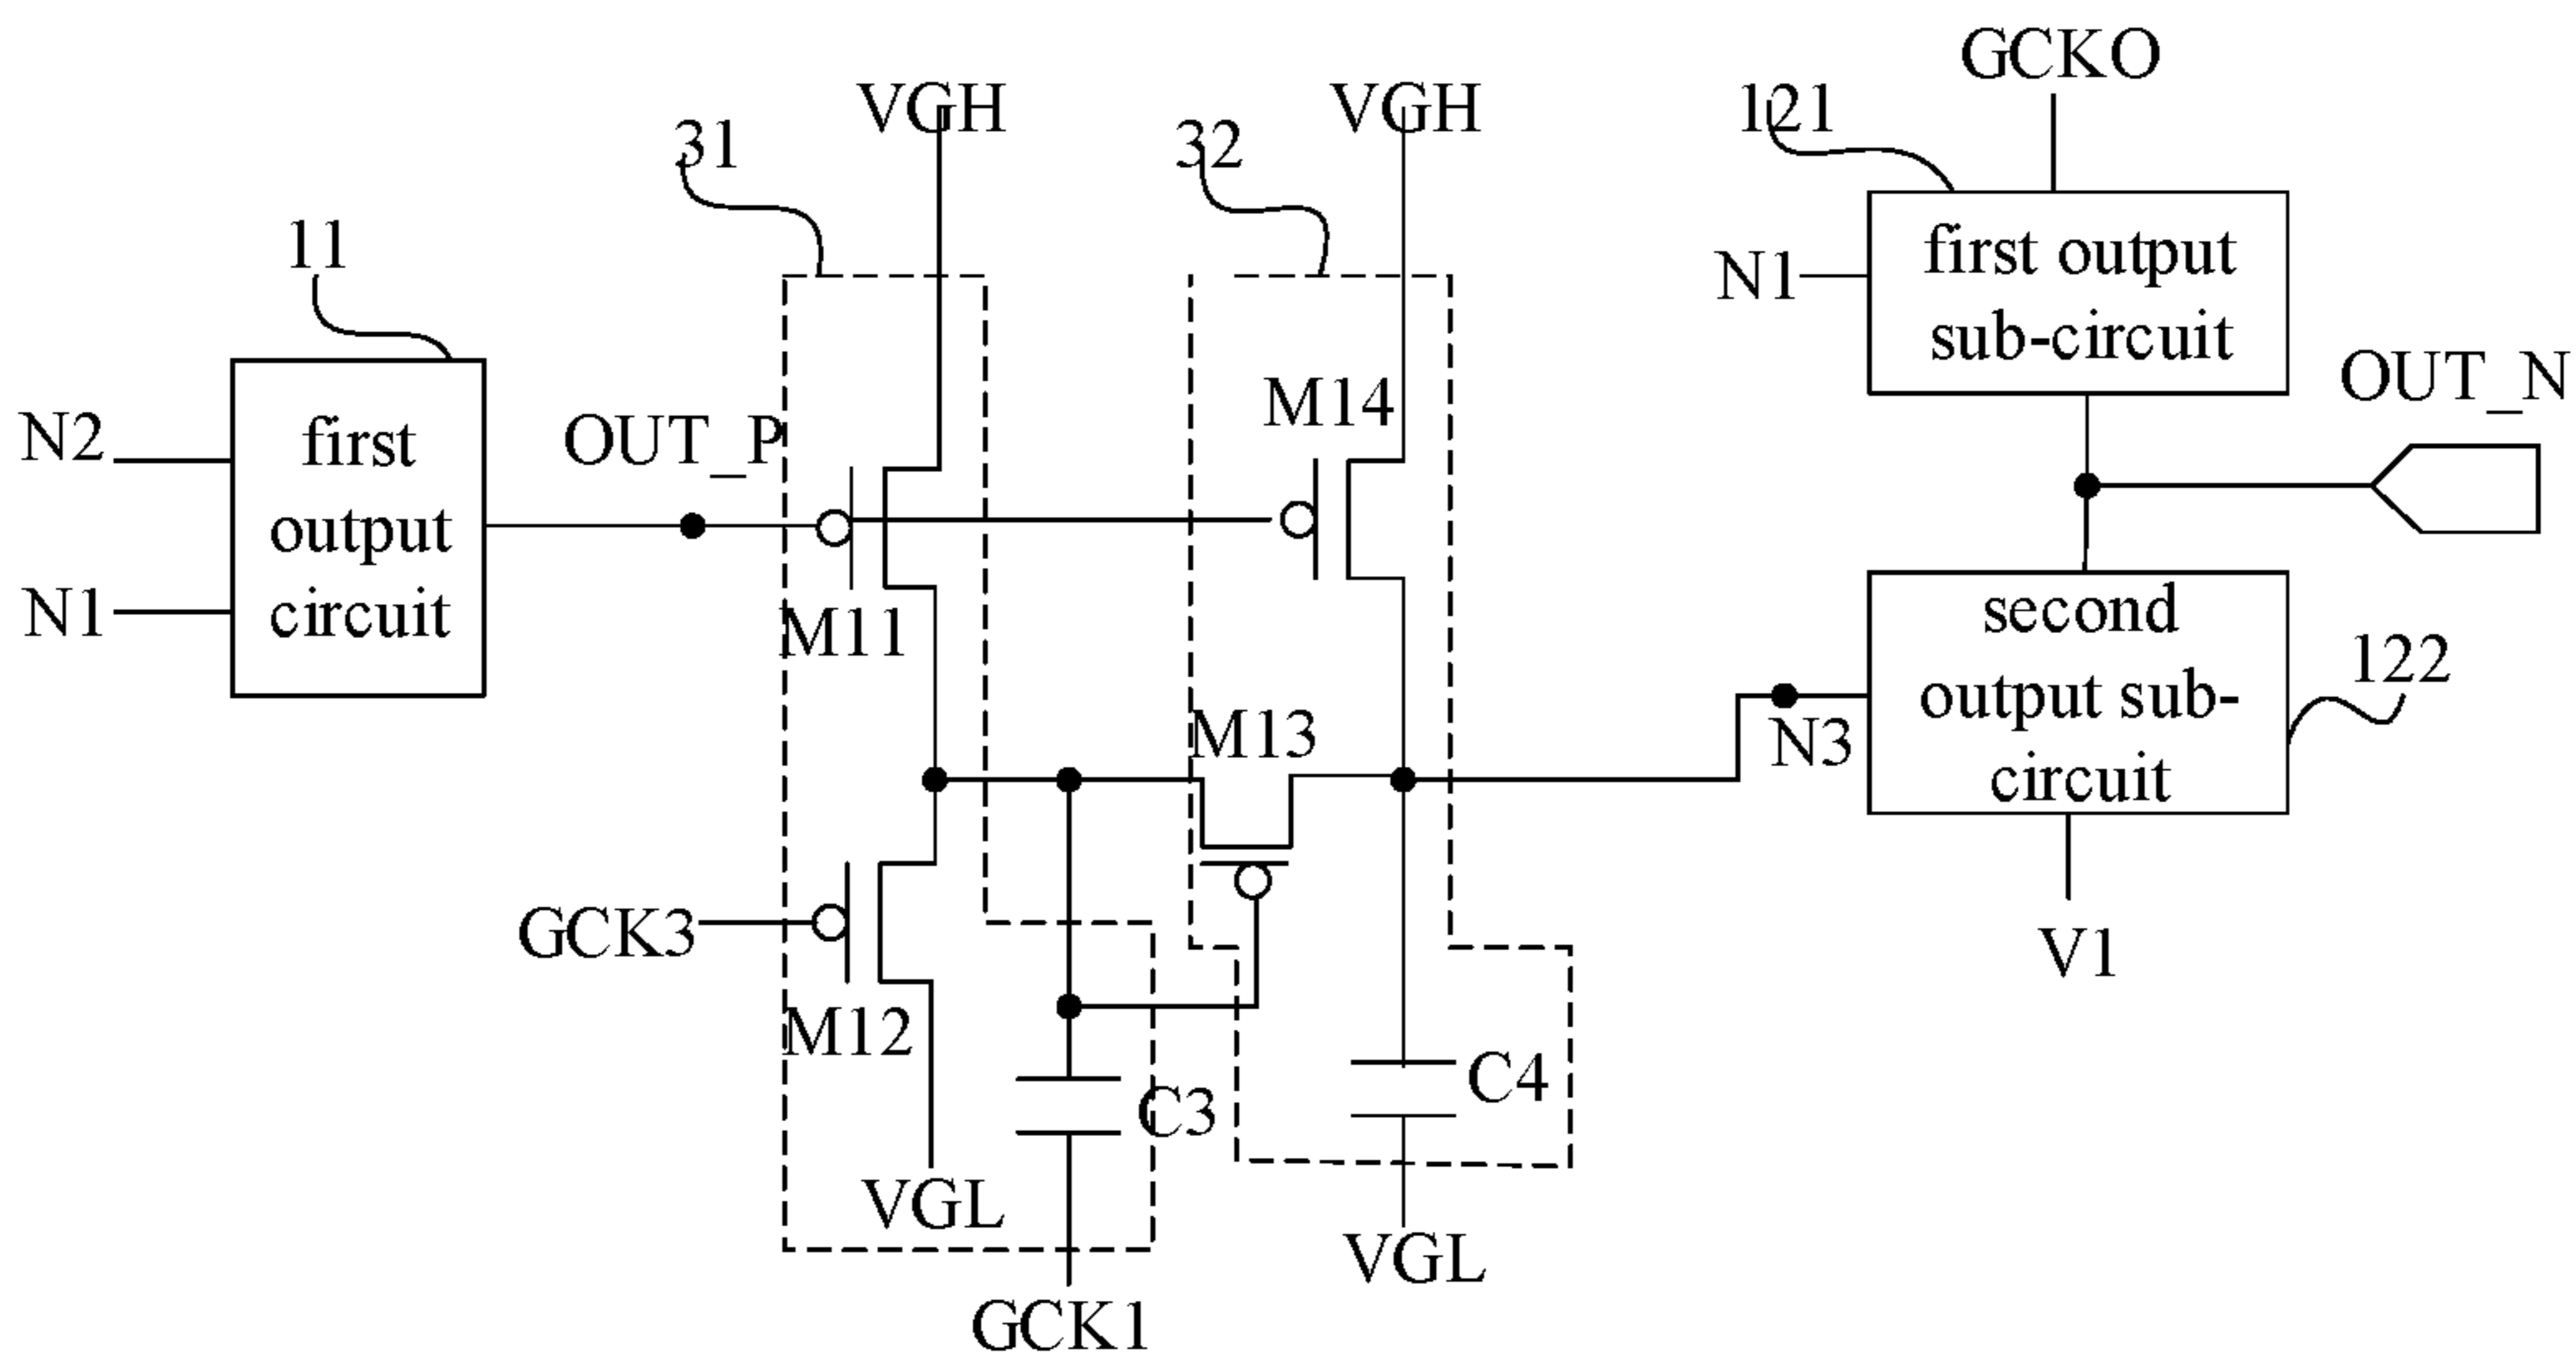 GCKO
VGH
VGH
121
31
32
11
first output
sub-circuit
N1
OUT_N
M14
N2
first
output
circuit
OUT_P
N1
M11
second
output sub-
circuit
122
M13
N3
GCK3
V1
M12
C3
C4
VGL
VGL
GCK1